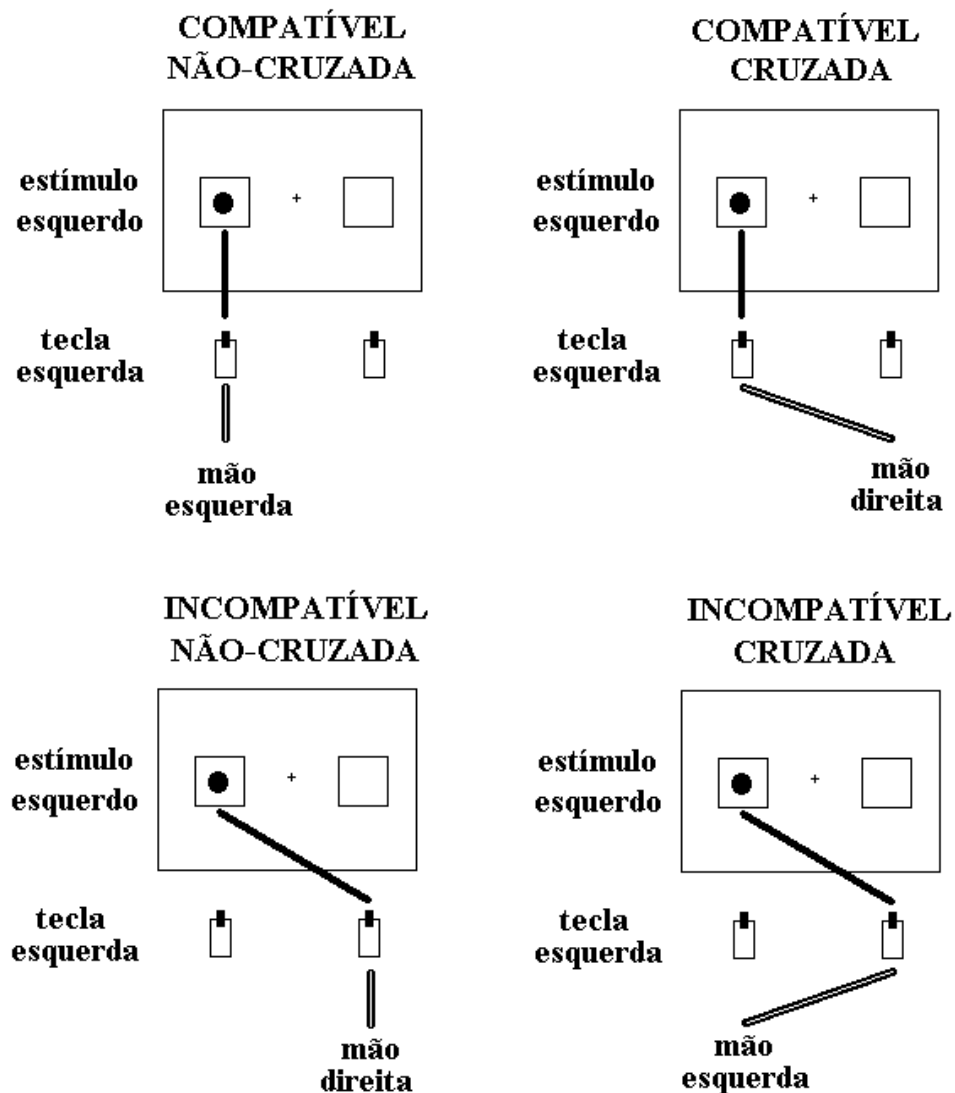 COMPATÍVEL
NÃO-CRUZADA
estímulo
esquerdo
tecla
esquerda
mão
esquerda
COMPATÍVEL
CRUZADA
estímulo
esquerdo
tecla
esquerda
mão
direita
INCOMPATÍVEL
NÃO-CRUZADA
estímulo
esquerdo
tecla
esquerda
mão
direita
INCOMPATÍVEL
CRUZADA
estímulo
esquerdo
tecla
esquerda
mão
esquerda